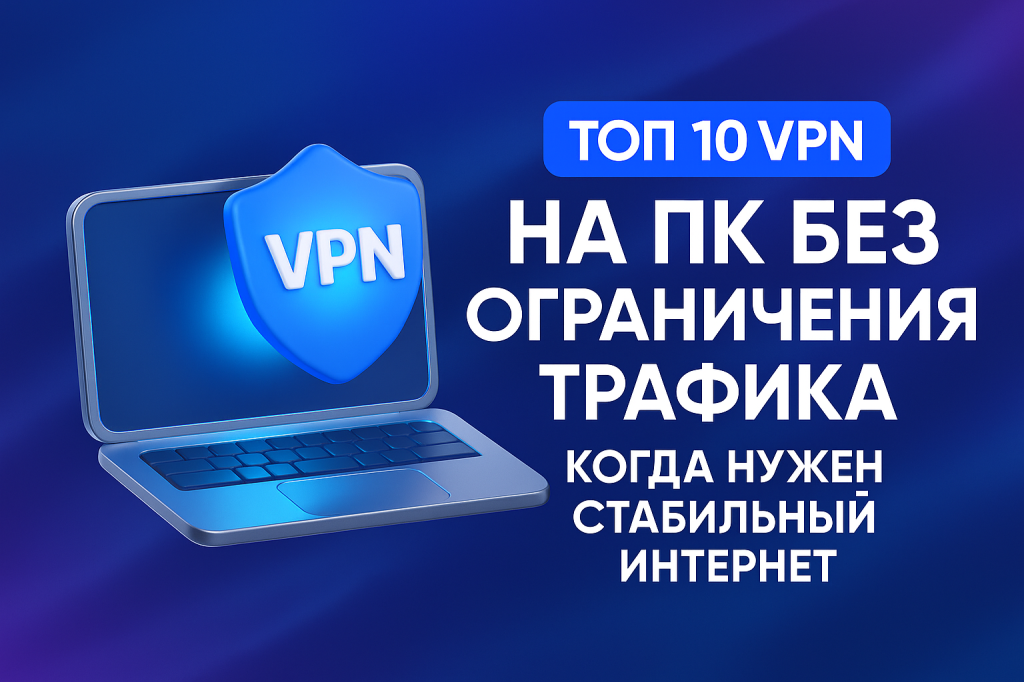 VPN
ТОП 10 VPN
НА ПК БЕЗ
ОГРАНИЧЕНИЯ
ТРАФИКА
КОГДА НУЖЕН
СТАБИЛЬНЫЙ
ИНТЕРНЕТ